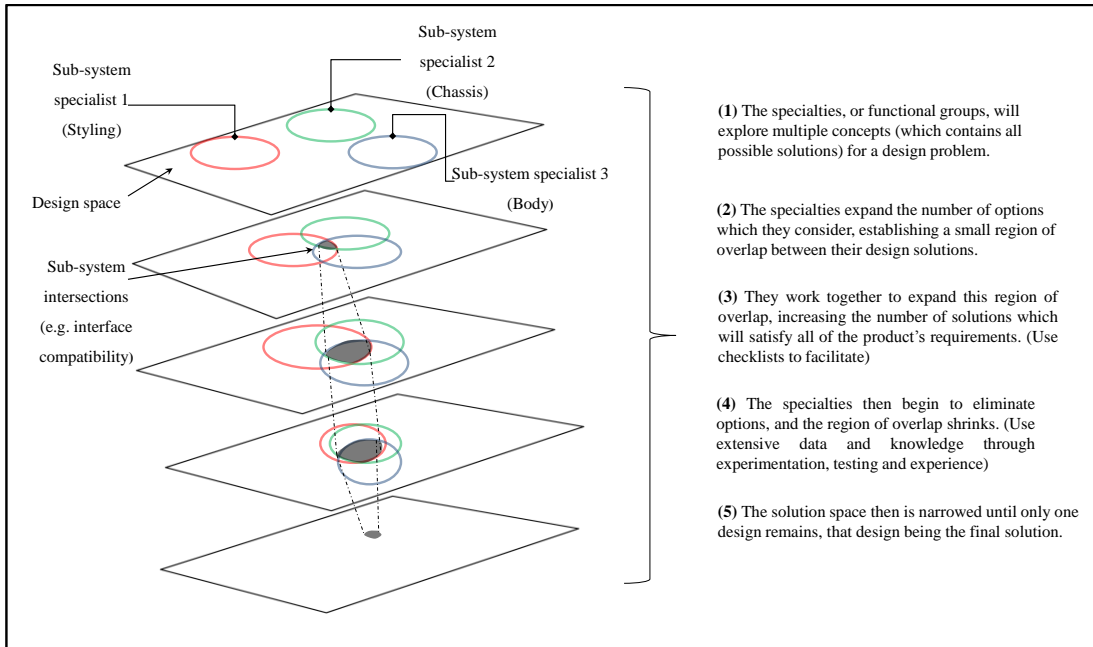 Sub-system
specialist 1
(Styling)
Sub-system
specialist 2
(Chassis)
Sub-system specialist 3
(Body)
Design space
Sub-system
intersections
(e.g. interface
compatibility)
(1) The specialties, or functional groups, will
explore multiple concepts (which contains all
possible solutions) for a design problem.
(2) The specialties expand the number of options
which they consider, establishing a small region of
overlap between their design solutions.
(3) They work together to expand this region of
overlap, increasing the number of solutions which
will satisfy all of the product’s requirements. (Use
checklists to facilitate)
(4) The specialties then begin to eliminate
options, and the region of overlap shrinks. (Use
extensive data and knowledge through
experimentation, testing and experience)
(5) The solution space then is narrowed until only one
design remains, that design being the final solution.